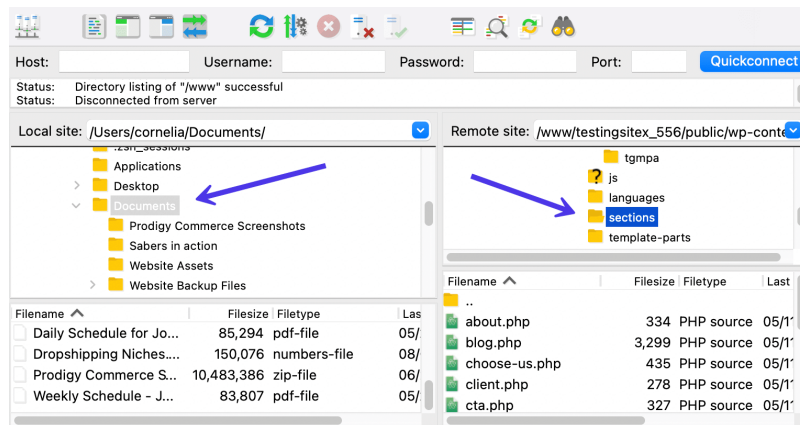 Host: Username: Password: Port: Quickconnect
Status: Directory listing of "/www" successful
Status: Disconnected from server
Local site: /Users/cornelia/Documents/
.zsh_sessions
Applications
Desktop
Documents
Prodigy Commerce Screenshots
Sabers in action
Website Assets
Website Backup Files
Filename Filesize Filetype Las
Daily Schedule for Jo... 85,294 pdf-file 05/
Dropshipping Niches.... 150,076 numbers-file 08/
Prodigy Commerce S... 10,483,386 zip-file 06/
Weekly Schedule - J... 83,807 pdf-file 05/
Remote site: /www/testingsitex_556/public/wp-conte
tgmpa
? js
languages
sections
template-parts
Filename Filesize Filetype Last
..
about.php 334 PHP source 05/11
blog.php 3,299 PHP source 05/11
choose-us.php 435 PHP source 05/11
client.php 278 PHP source 05/11
cta.php 327 PHP source 05/11